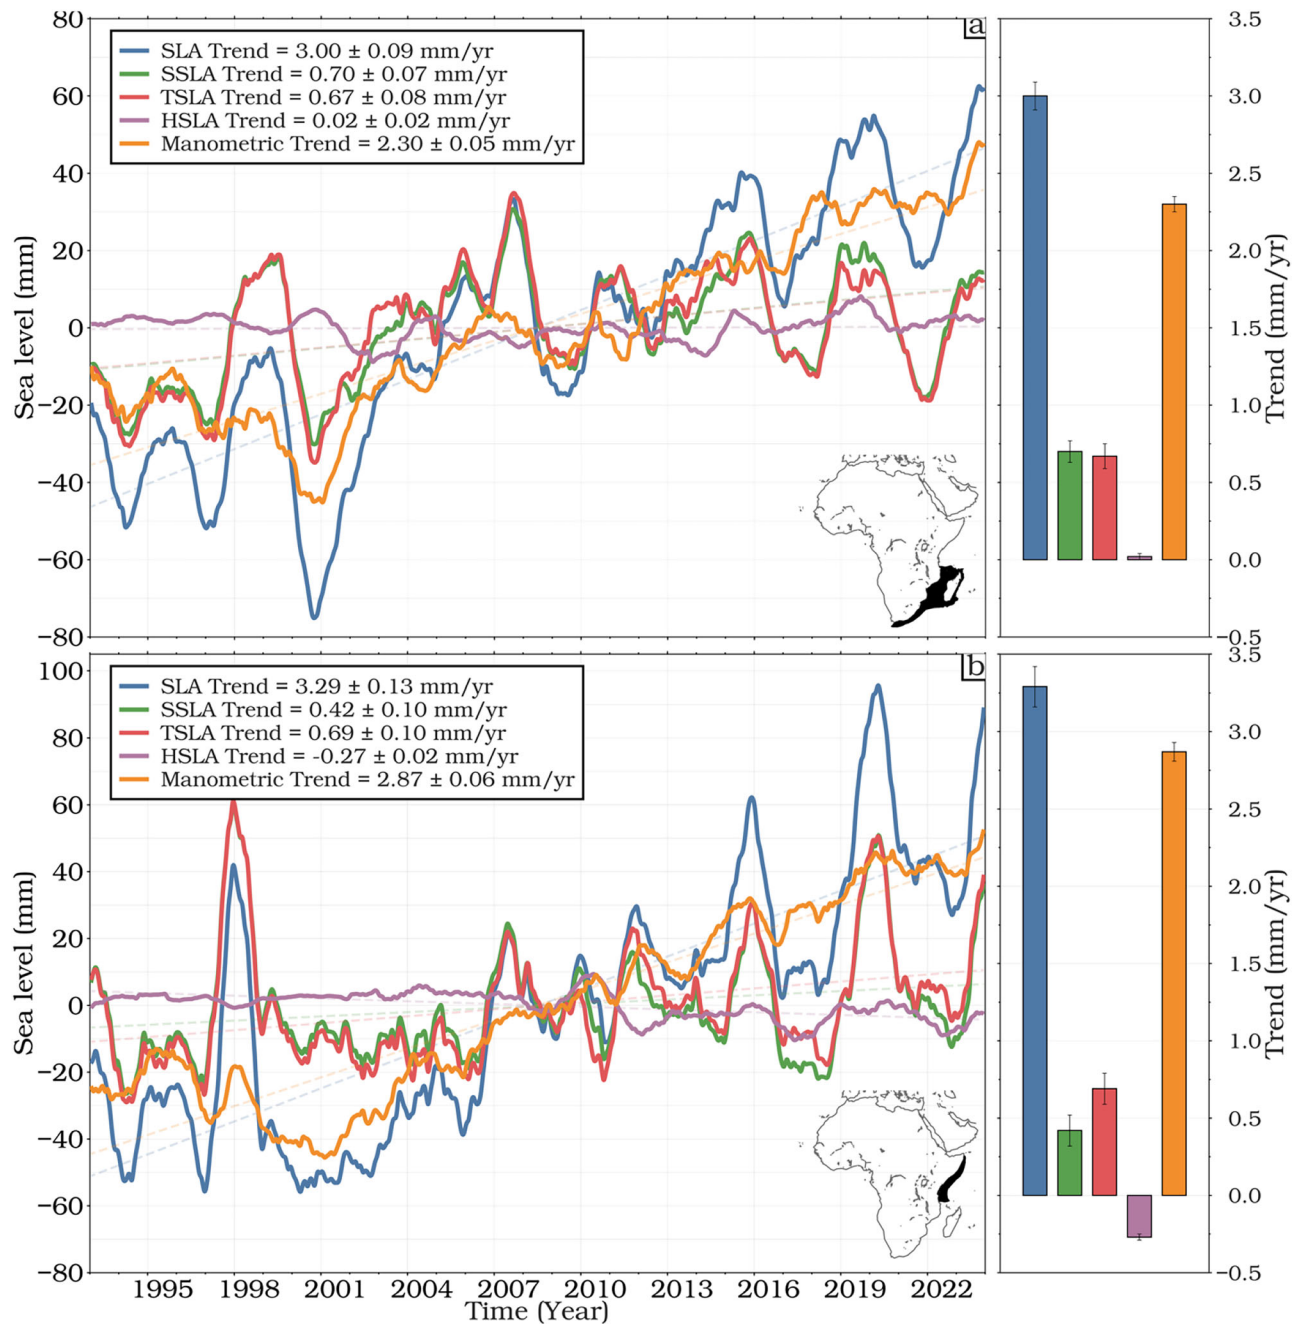 a
SLA Trend = 3.00 ± 0.09 mm/yr
SSLA Trend = 0.70 ± 0.07 mm/yr
TSLA Trend = 0.67 ± 0.08 mm/yr
HSLA Trend = 0.02 ± 0.02 mm/yr
Manometric Trend = 2.30 ± 0.05 mm/yr
Sea level (mm)
80
60
40
20
0
−20
−40
−60
−80
3.5
3.0
2.5
2.0
1.5
1.0
0.5
0.0
−0.5
Trend (mm/yr)
b
SLA Trend = 3.29 ± 0.13 mm/yr
SSLA Trend = 0.42 ± 0.10 mm/yr
TSLA Trend = 0.69 ± 0.10 mm/yr
HSLA Trend = -0.27 ± 0.02 mm/yr
Manometric Trend = 2.87 ± 0.06 mm/yr
Sea level (mm)
100
80
60
40
20
0
−20
−40
−60
−80
1995 1998 2001 2004 2007 2010 2013 2016 2019 2022
Time (Year)
3.5
3.0
2.5
2.0
1.5
1.0
0.5
0.0
−0.5
Trend (mm/yr)